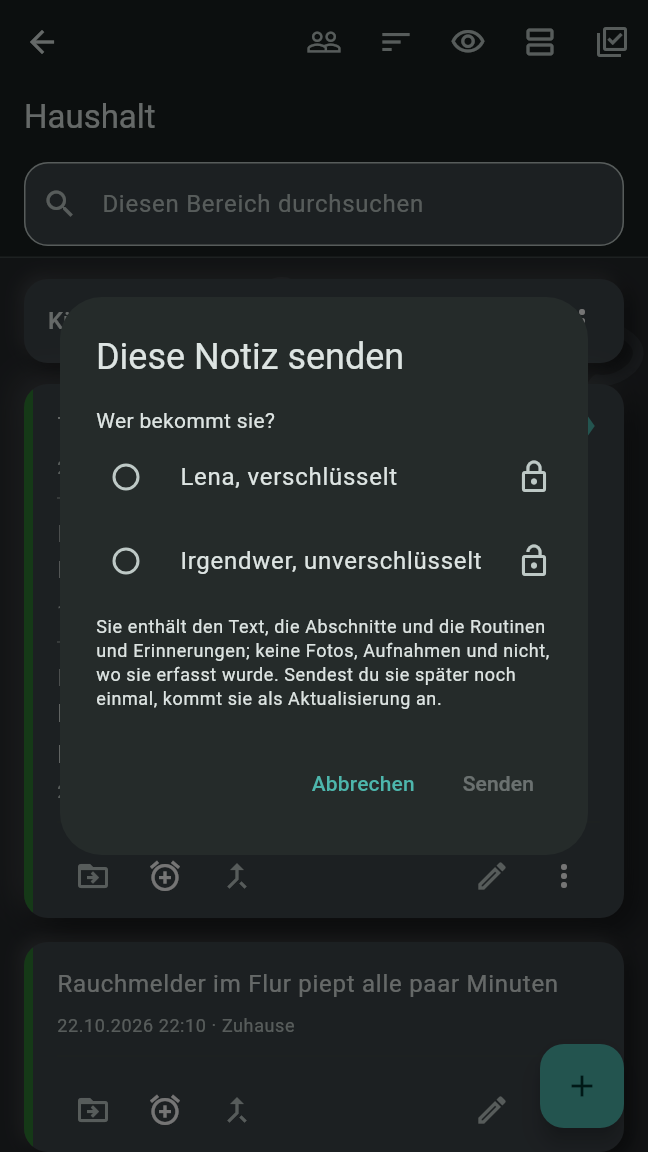 Haushalt
Diesen Bereich durchsuchen
Diese Notiz senden
Wer bekommt sie?
Lena, verschlüsselt
Irgendwer, unverschlüsselt
Sie enthält den Text, die Abschnitte und die Routinen
und Erinnerungen; keine Fotos, Aufnahmen und nicht,
wo sie erfasst wurde. Sendest du sie später noch
einmal, kommt sie als Aktualisierung an.
Abbrechen Senden
Rauchmelder im Flur piept alle paar Minuten
22.10.2026 22:10 · Zuhause